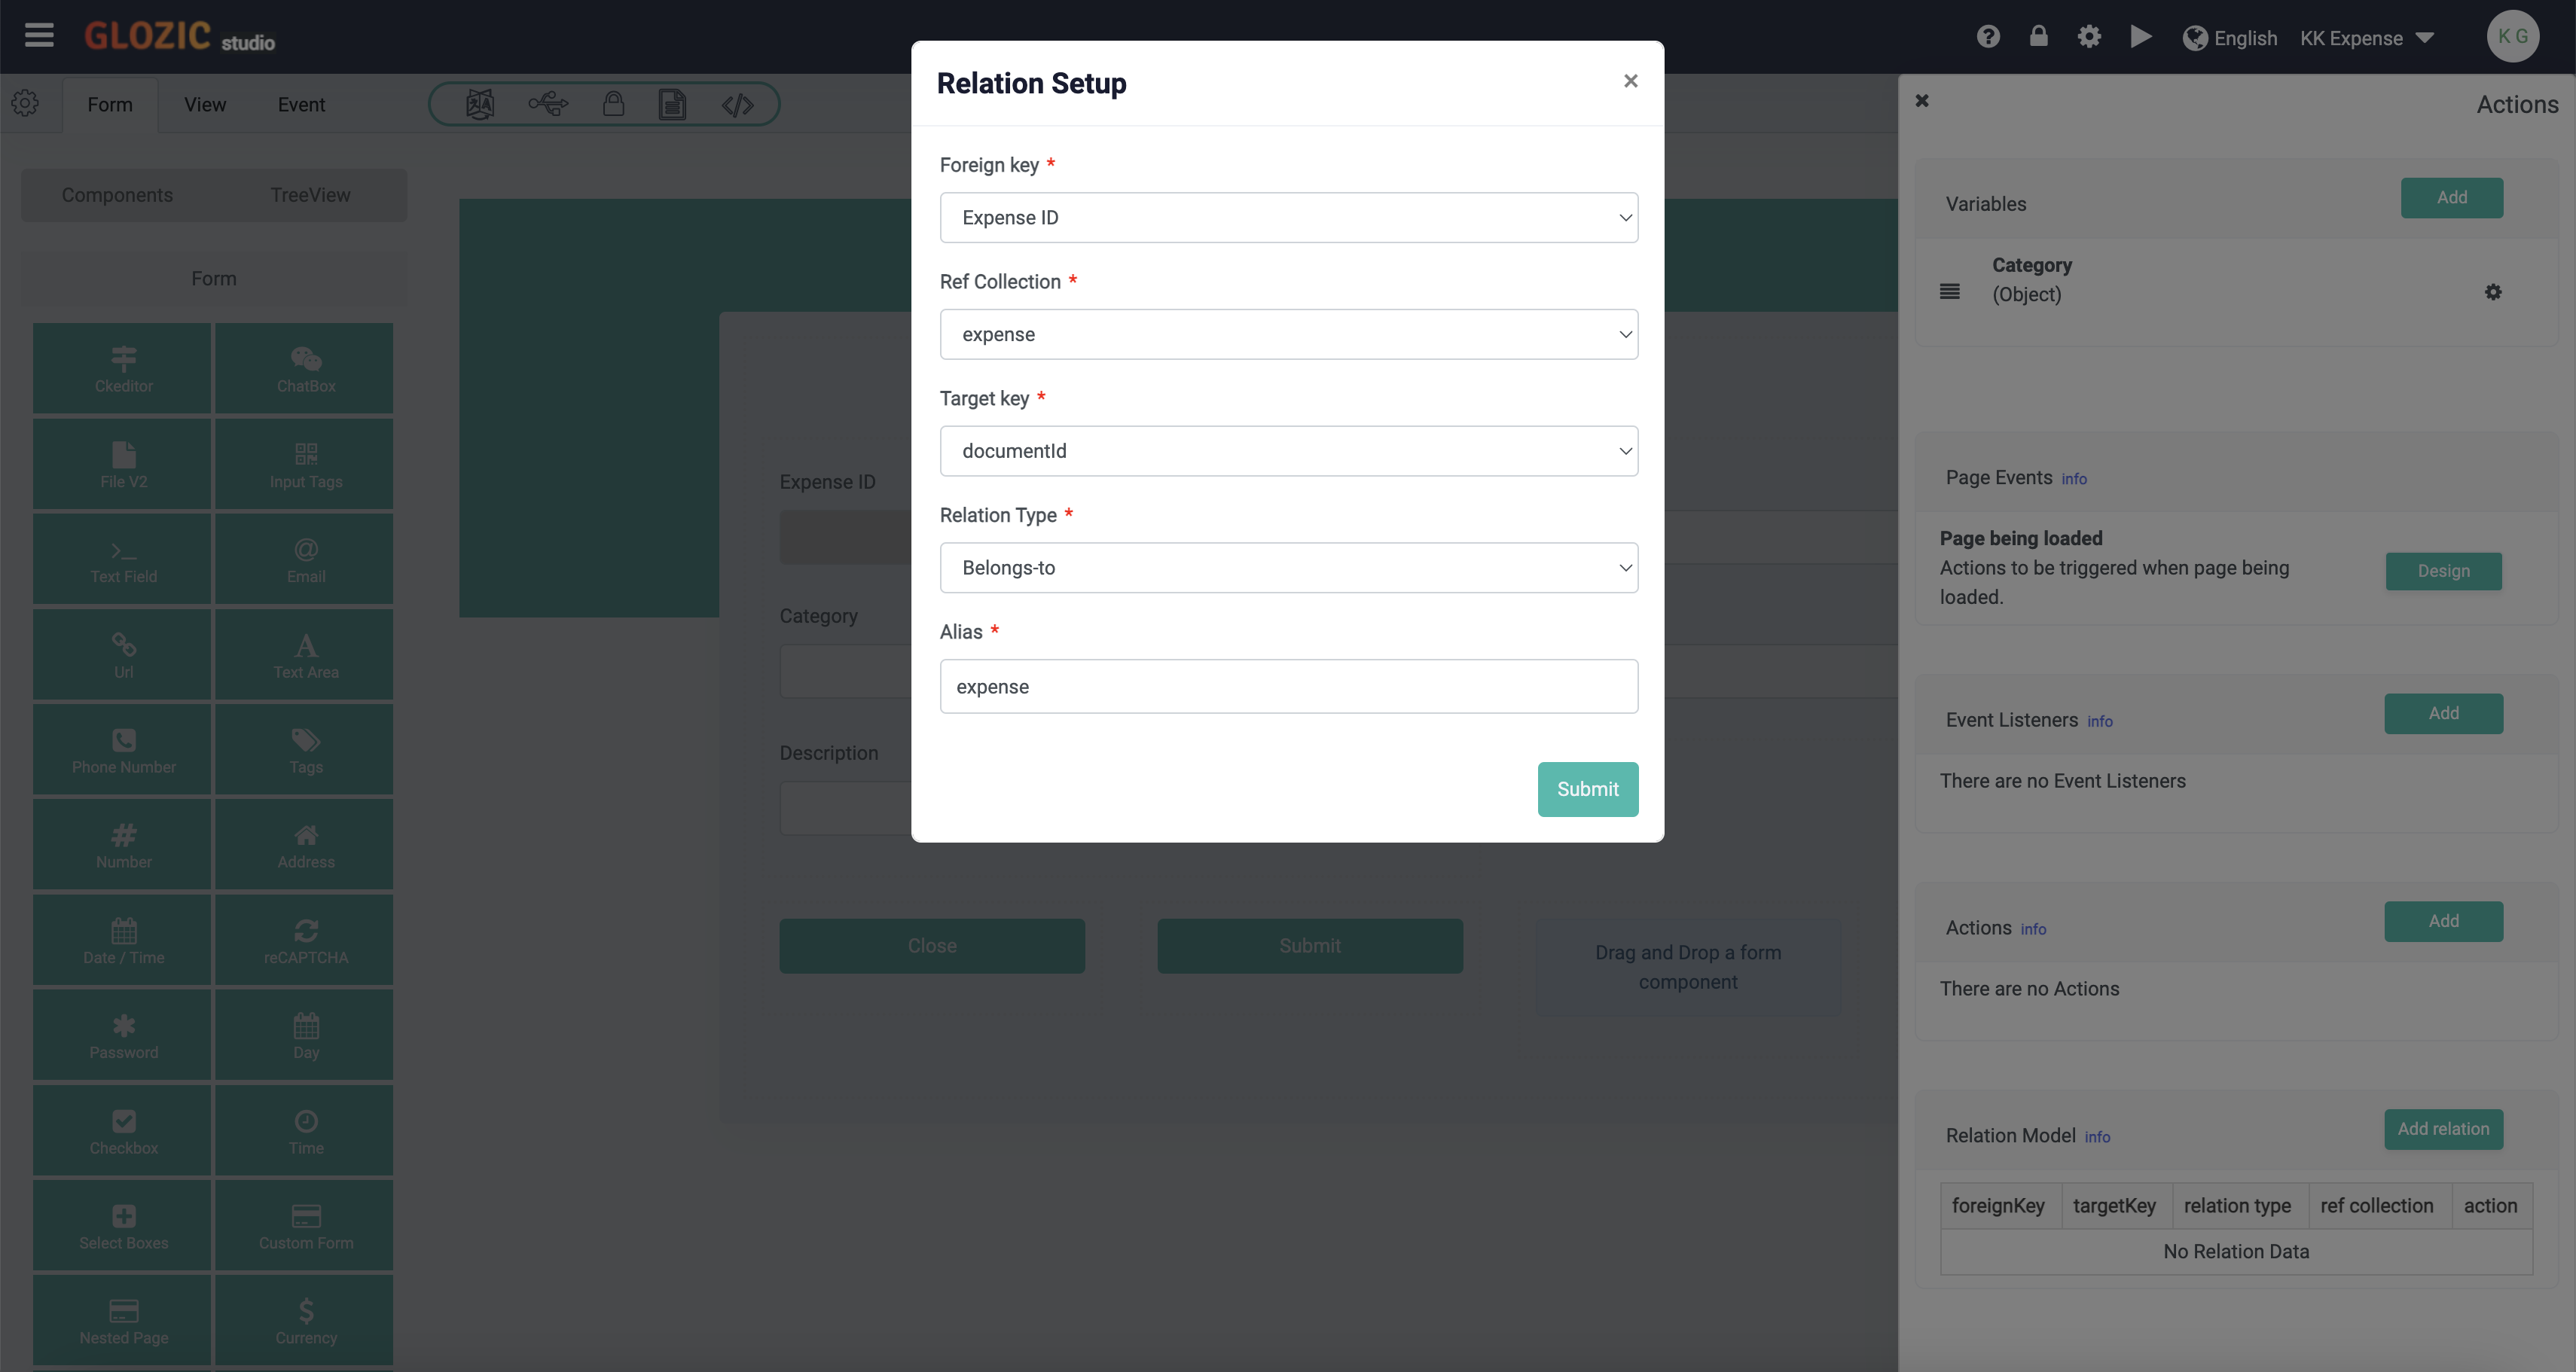 GLOZIC studio
English
KK Expense
K G
Form
View
Event
Components
TreeView
Form
Ckeditor
ChatBox
File V2
Input Tags
Text Field
Email
Url
Text Area
Phone Number
Tags
Number
Address
Date / Time
reCAPTCHA
Password
Day
Checkbox
Time
Select Boxes
Custom Form
Nested Page
Currency
Expense ID
Category
Description
Close
Submit
Drag and Drop a form
component
Relation Setup
×
Foreign key *
Expense ID
Ref Collection *
expense
Target key *
documentId
Relation Type *
Belongs-to
Alias *
expense
Submit
Actions
Variables
Add
Category
(Object)
Page Events info
Page being loaded
Actions to be triggered when page being
loaded.
Design
Event Listeners info
Add
There are no Event Listeners
Actions info
Add
There are no Actions
Relation Model info
Add relation
foreignKey targetKey relation type ref collection action
No Relation Data